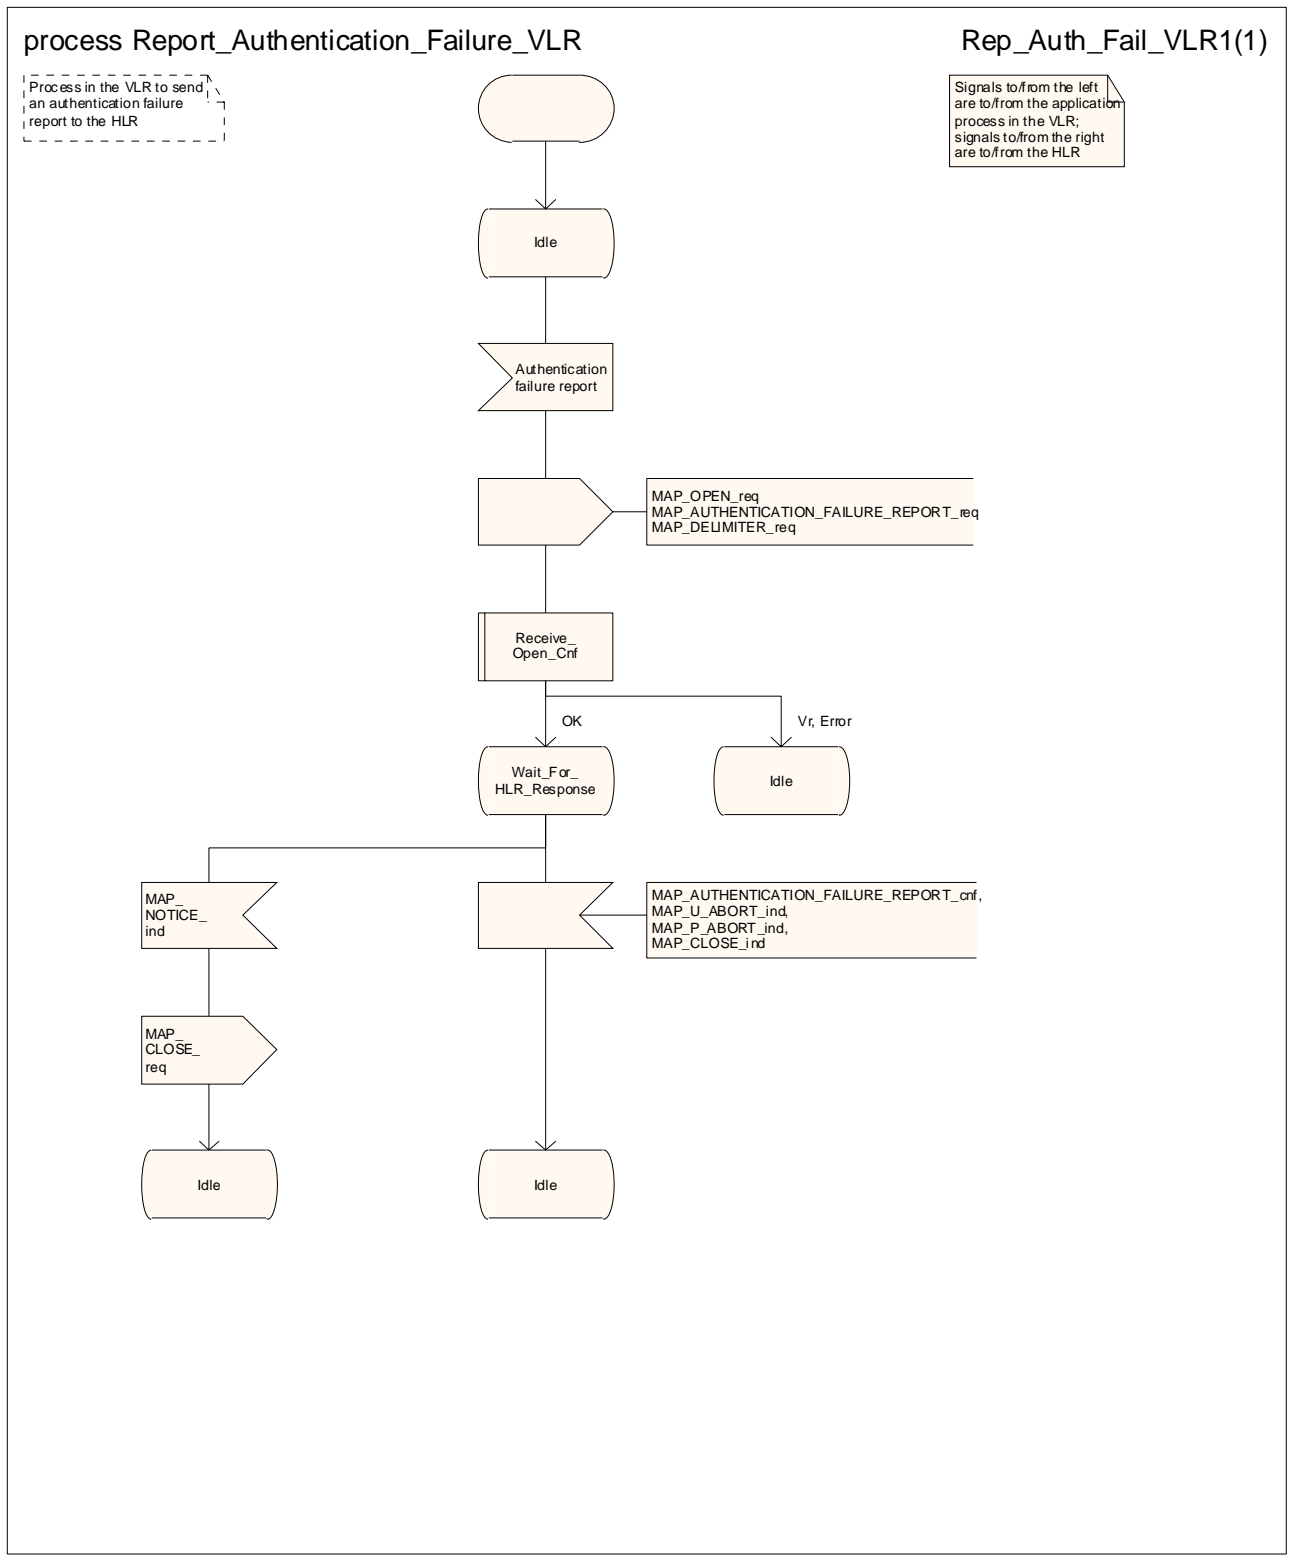 process Report_Authentication_Failure_VLR
Rep_Auth_Fail_VLR1(1)
Process in the VLR to send
an authentication failure
report to the HLR
Signals to/from the left
are to/from the application
process in the VLR;
signals to/from the right
are to/from the HLR
Idle
Authentication
failure report
MAP_OPEN_req
MAP_AUTHENTICATION_FAILURE_REPORT_req
MAP_DELIMITER_req
Receive_
Open_Cnf
OK
Vr, Error
Wait_For_
HLR_Response
Idle
MAP_
NOTICE_
ind
MAP_AUTHENTICATION_FAILURE_REPORT_cnf,
MAP_U_ABORT_ind,
MAP_P_ABORT_ind,
MAP_CLOSE_ind
MAP_
CLOSE_
req
Idle
Idle